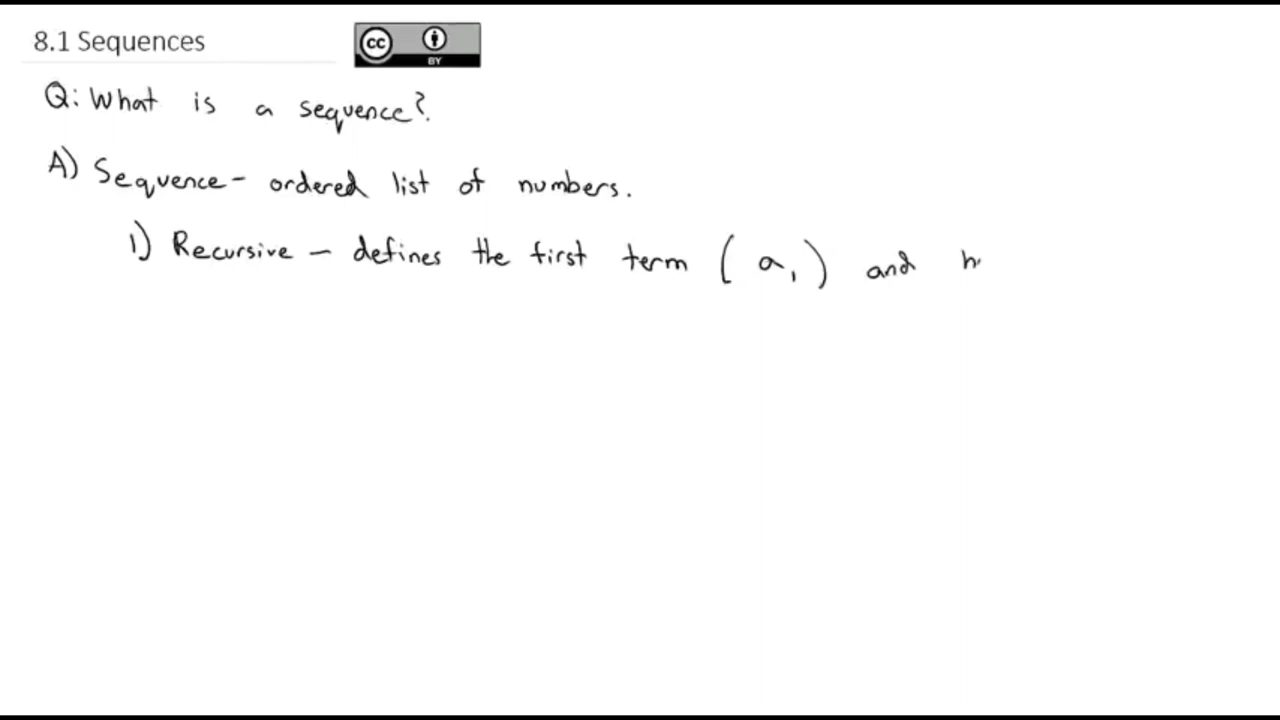 8.1 Sequences
cc BY
Q: What is a sequence?
A) Sequence - ordered list of numbers.
1) Recursive - defines the first term (a₁) and